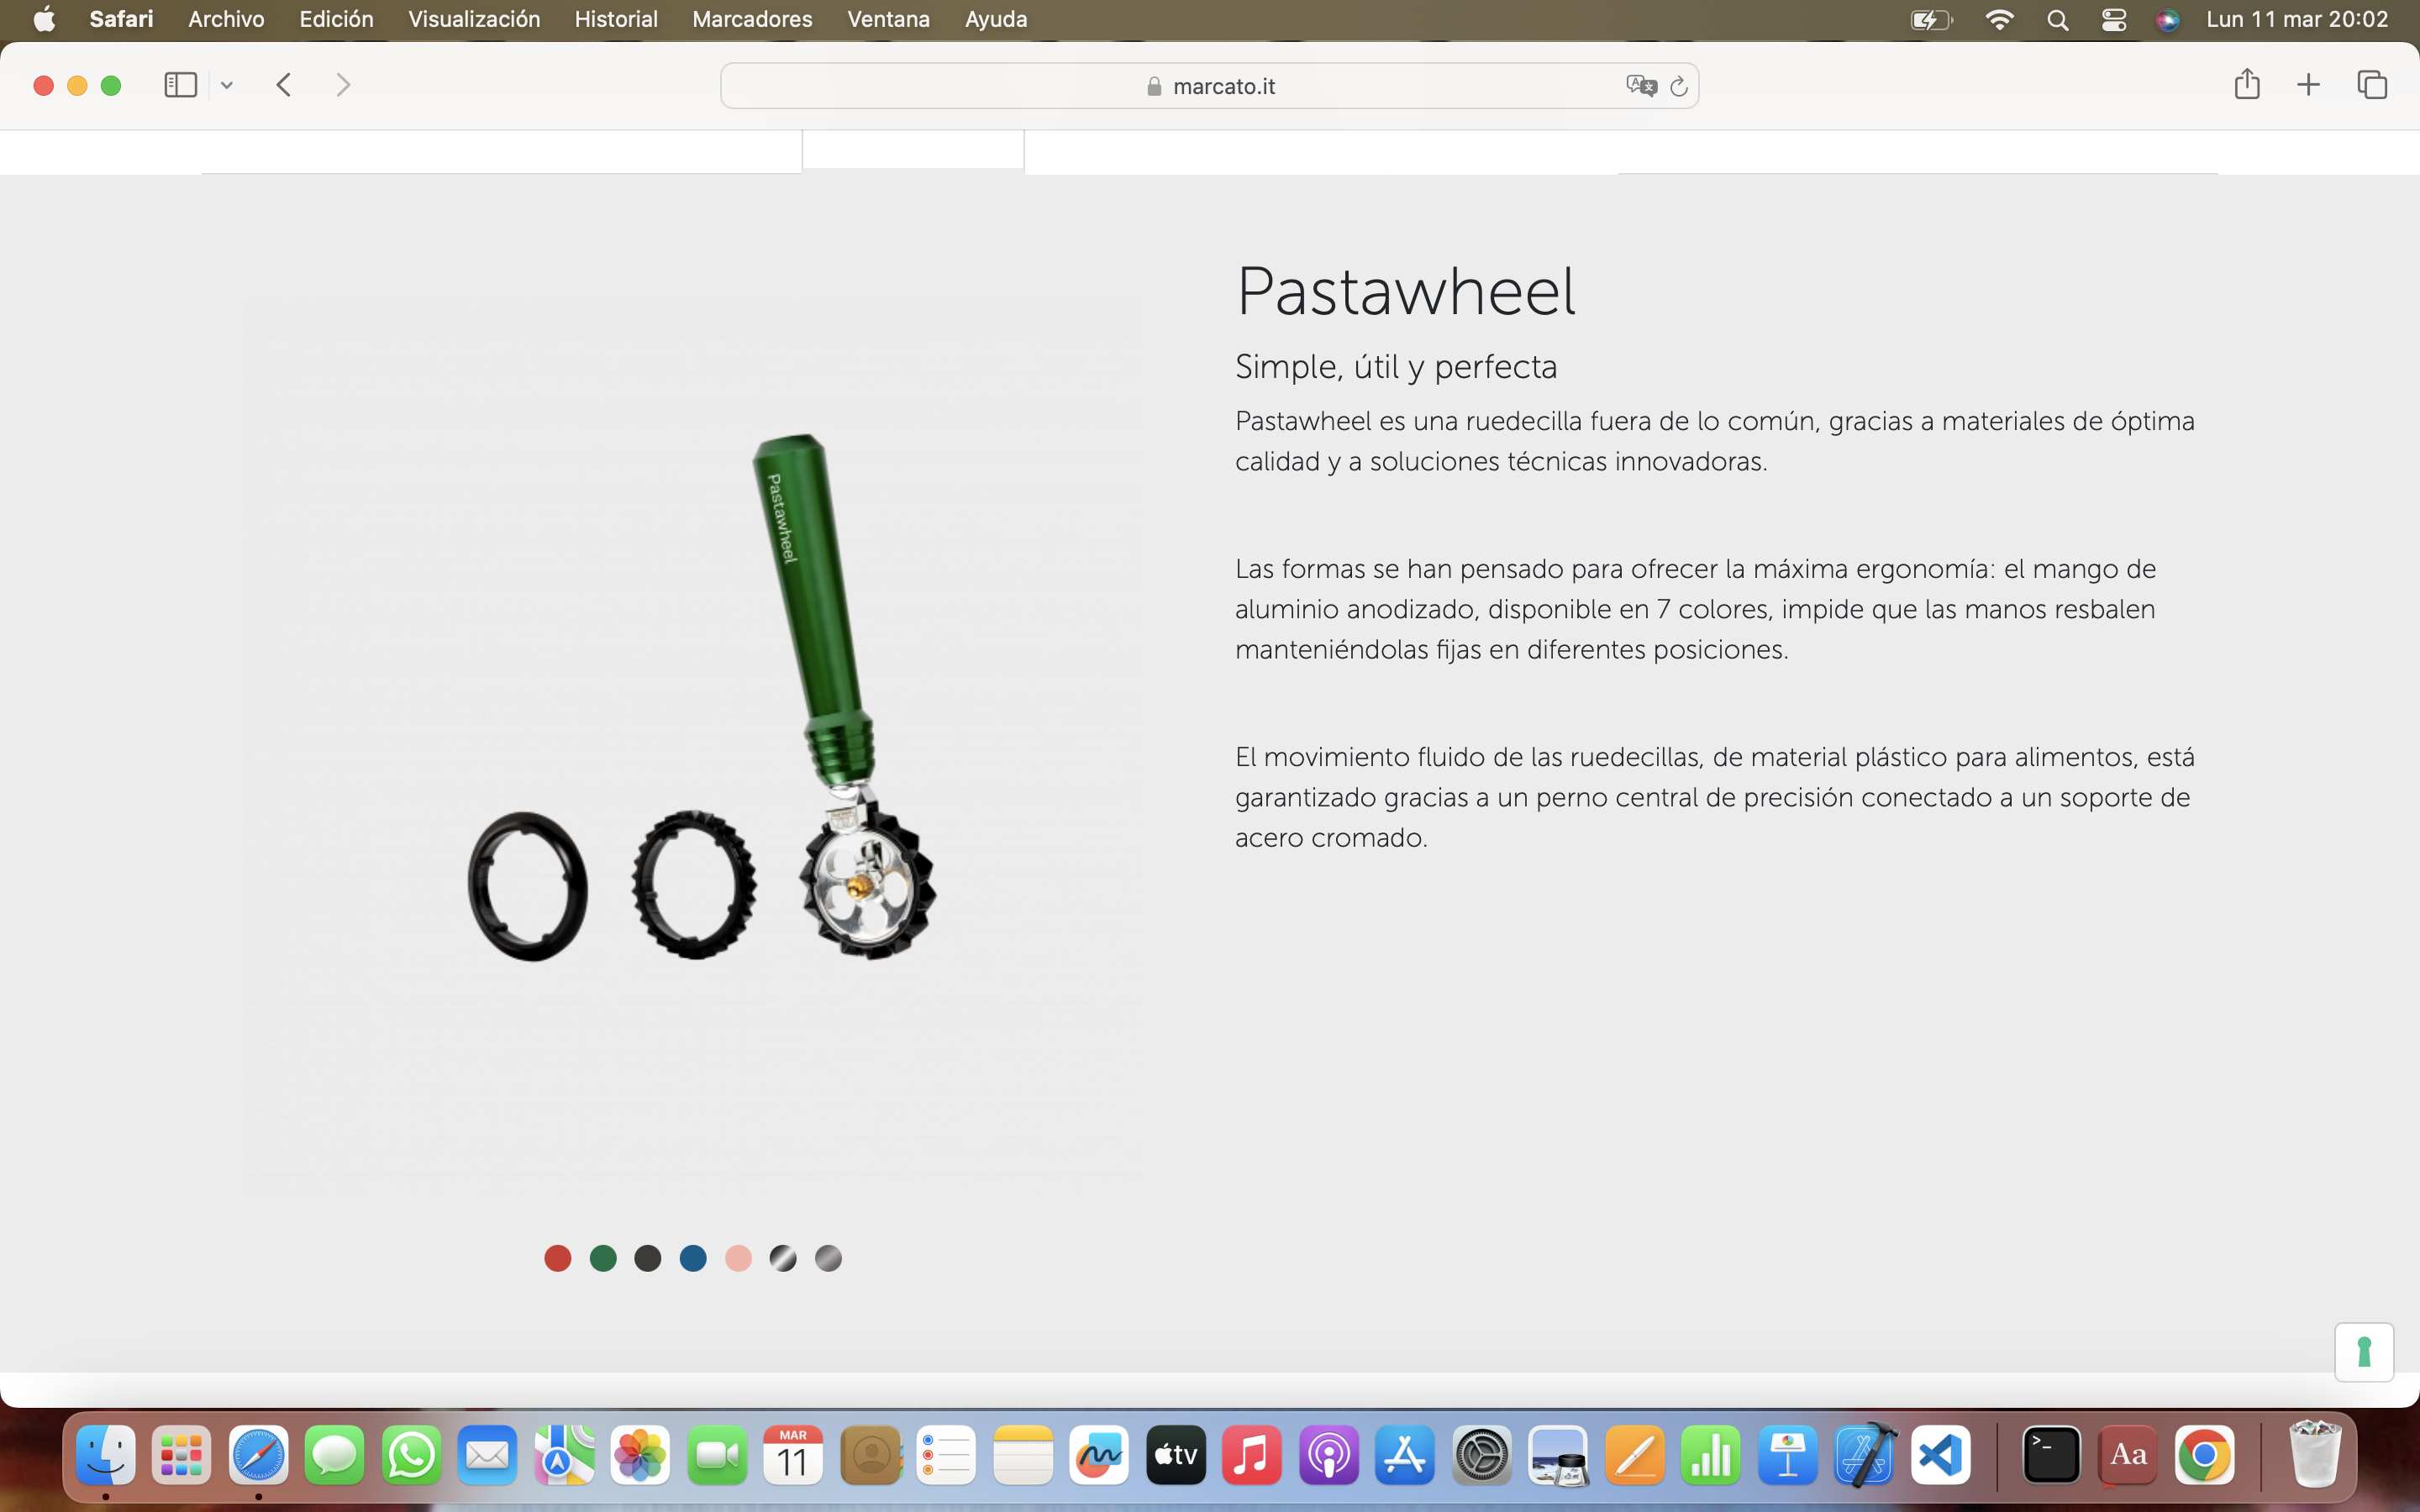 Safari Archivo Edición Visualización Historial Marcadores Ventana Ayuda Lun 11 mar 20:02
marcato.it
Pastawheel
Simple, útil y perfecta
Pastawheel es una ruedecilla fuera de lo común, gracias a materiales de óptima
calidad y a soluciones técnicas innovadoras.
Las formas se han pensado para ofrecer la máxima ergonomía: el mango de
aluminio anodizado, disponible en 7 colores, impide que las manos resbalen
manteniéndolas fijas en diferentes posiciones.
El movimiento fluido de las ruedecillas, de material plástico para alimentos, está
garantizado gracias a un perno central de precisión conectado a un soporte de
acero cromado.
Pastawheel
MAR
11
tv
>_
Aa